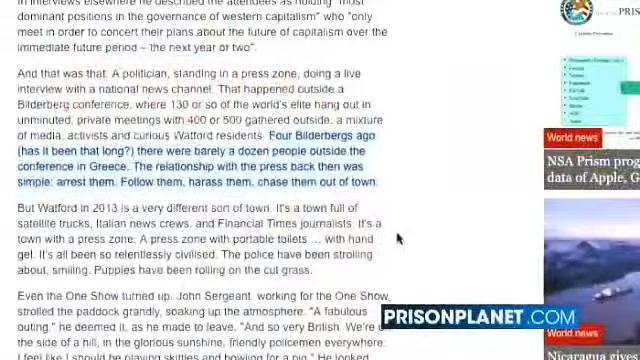 In interviews elsewhere he described the attendees as holding "most
dominant positions in the governance of western capitalism" who "only
meet in order to concert their plans about the future of capitalism over the
immediate future period – the next year or two".
And that was that. A politician, standing in a press zone, doing a live
interview with a national news channel. That happened outside a
Bilderberg conference, where 130 or so of the world's elite hang out in
unminuted, private meetings with 400 or 500 gathered outside, a mixture
of media, activists and curious Watford residents. Four Bilderbergs ago
(has it been that long?) there were barely a dozen people outside the
conference in Greece. The relationship with the press back then was
simple: arrest them. Follow them, harass them, chase them out of town.
But Watford in 2013 is a very different sort of town. It's a town full of
satellite trucks, Italian news crews, and Financial Times journalists. It's a
town with a press zone. A press zone with portable toilets … with hand
gel. It's all been so relentlessly civilised. The police have been strolling
about, smiling. Puppies have been rolling on the cut grass.
Even the One Show turned up. John Sergeant, working for the One Show,
strolled the paddock grandly, soaking up the atmosphere. "A fabulous
outing," he deemed it, as he made to leave. "And so very British. We're
the side of a hill, in the glorious sunshine, friendly policemen everywhere.
I feel like I should be playing skittles and bowling for a pig." He looked
PRIS
World news
NSA Prism prog
data of Apple, G
World news
Nicaragua gives
PRISONPLANET.COM